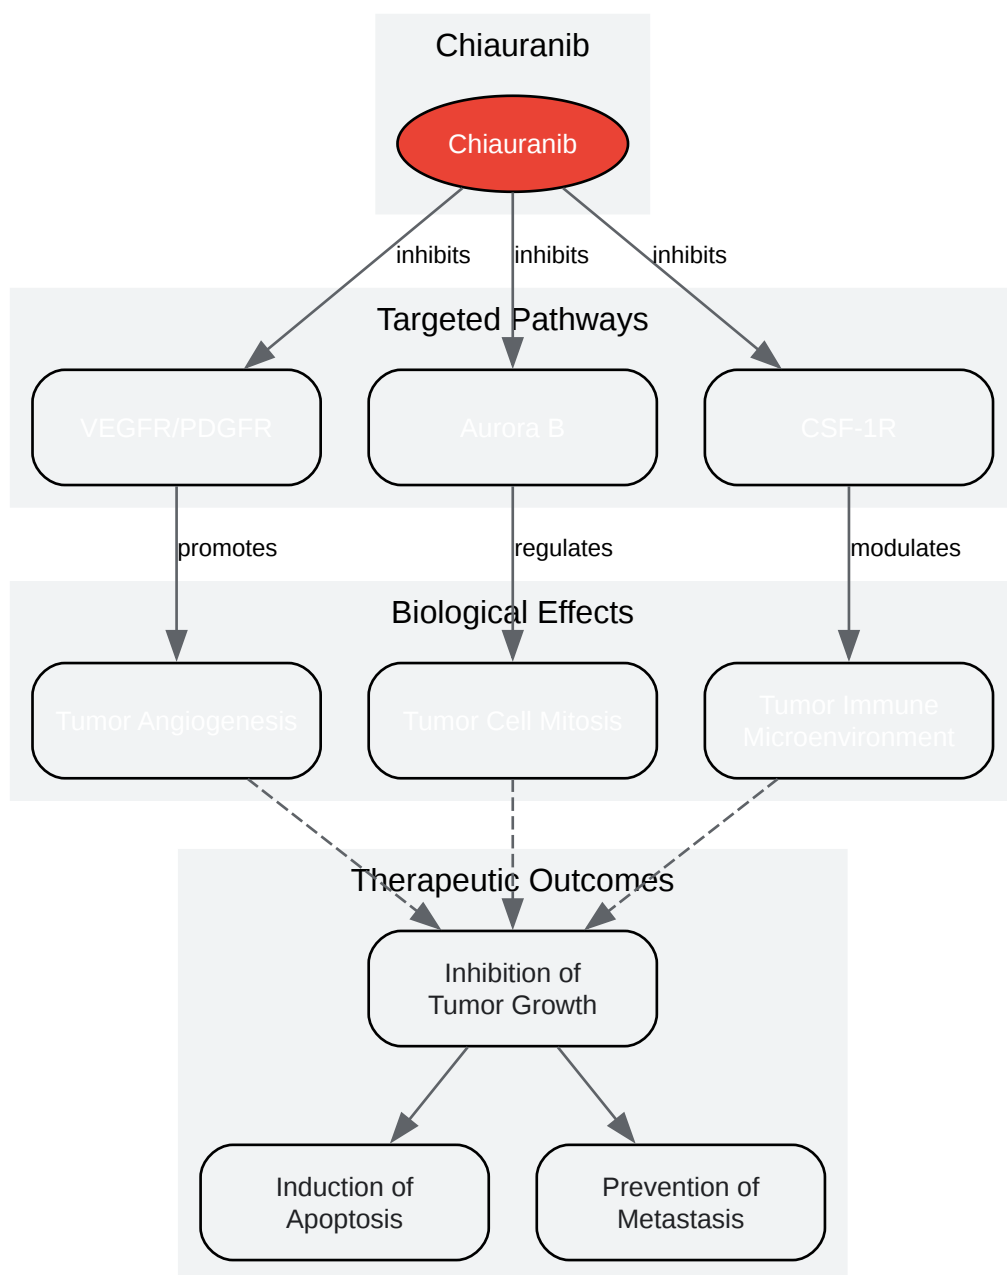 Chiauranib
Chiauranib
inhibits
inhibits
inhibits
Targeted Pathways
VEGFR/PDGFR
Aurora B
CSF-1R
promotes
regulates
modulates
Biological Effects
Tumor Angiogenesis
Tumor Cell Mitosis
Tumor Immune
Microenvironment
Therapeutic Outcomes
Inhibition of
Tumor Growth
Induction of
Apoptosis
Prevention of
Metastasis